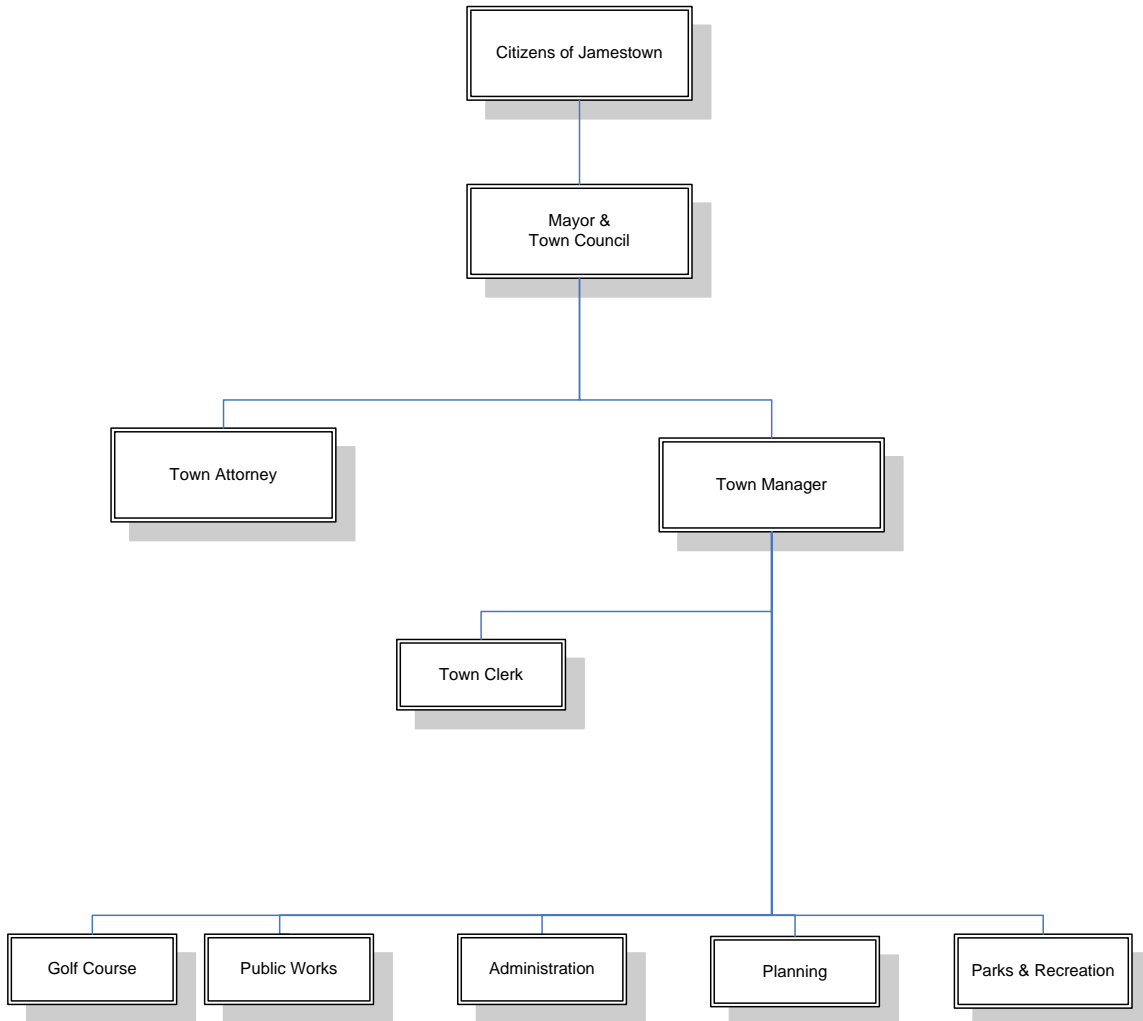 Citizens of Jamestown
Mayor &
Town Council
Town Attorney
Town Manager
Town Clerk
Golf Course
Public Works
Administration
Planning
Parks & Recreation